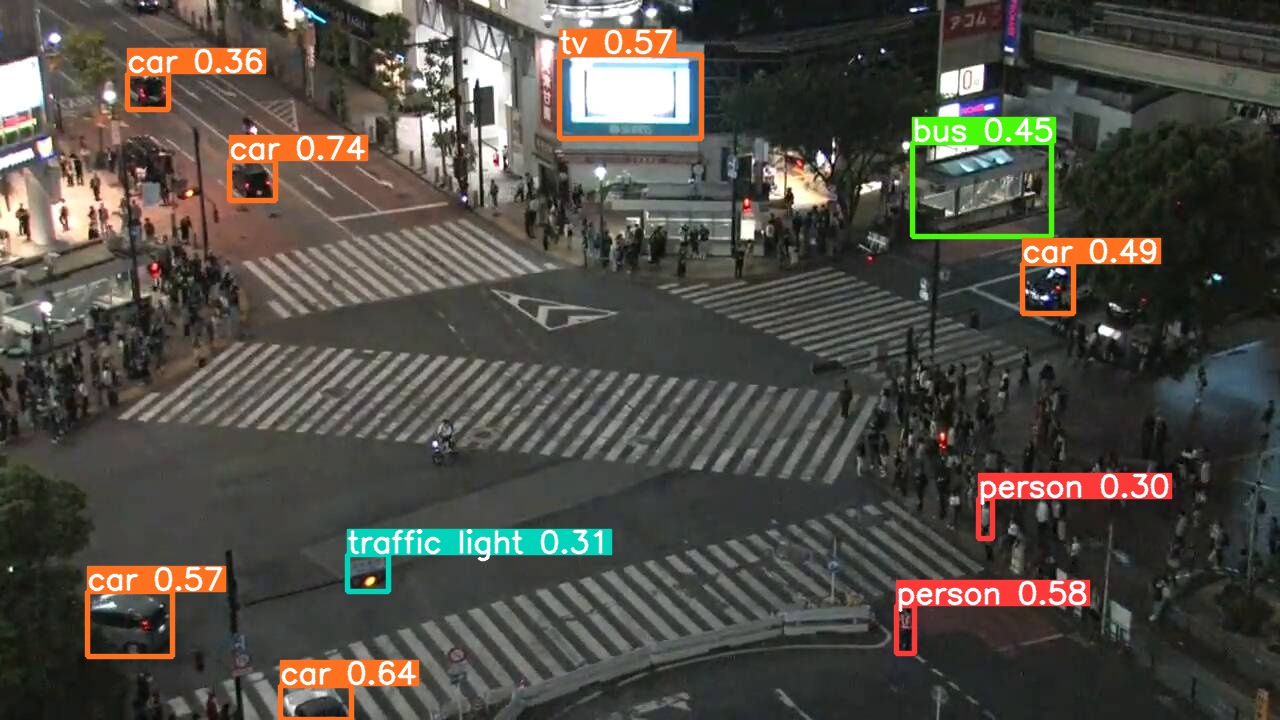 tv 0.57
car 0.36
アコム
bus 0.45
car 0.74
car 0.49
person 0.30
traffic light 0.31
car 0.57
person 0.58
car 0.64